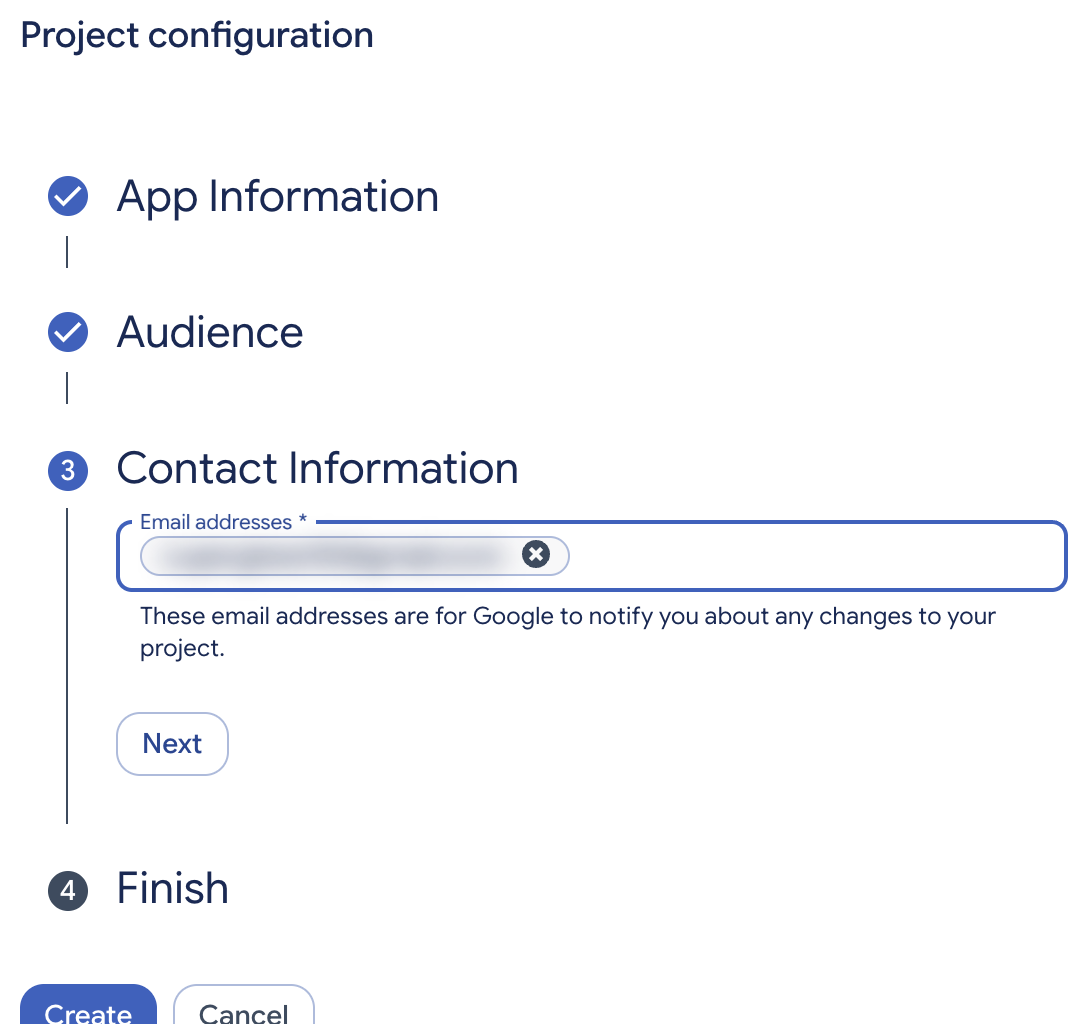 Project configuration
App Information
Audience
3 Contact Information
Email addresses *
These email addresses are for Google to notify you about any changes to your
project.
Next
4 Finish
Create Cancel